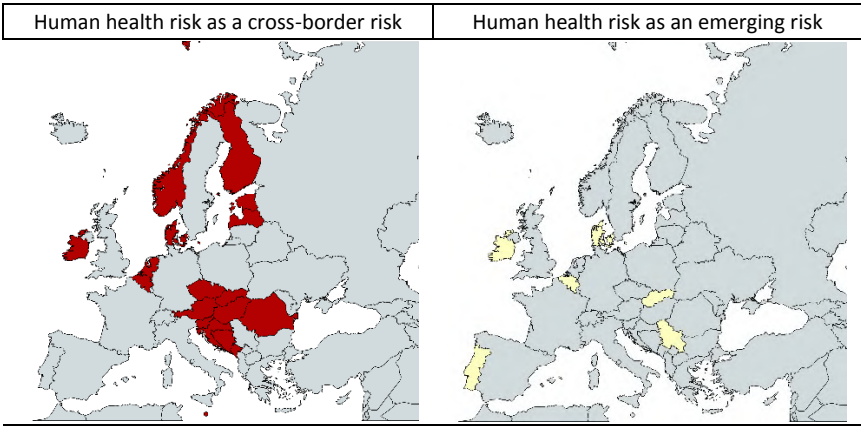 Human health risk as a cross-border risk
Human health risk as an emerging risk